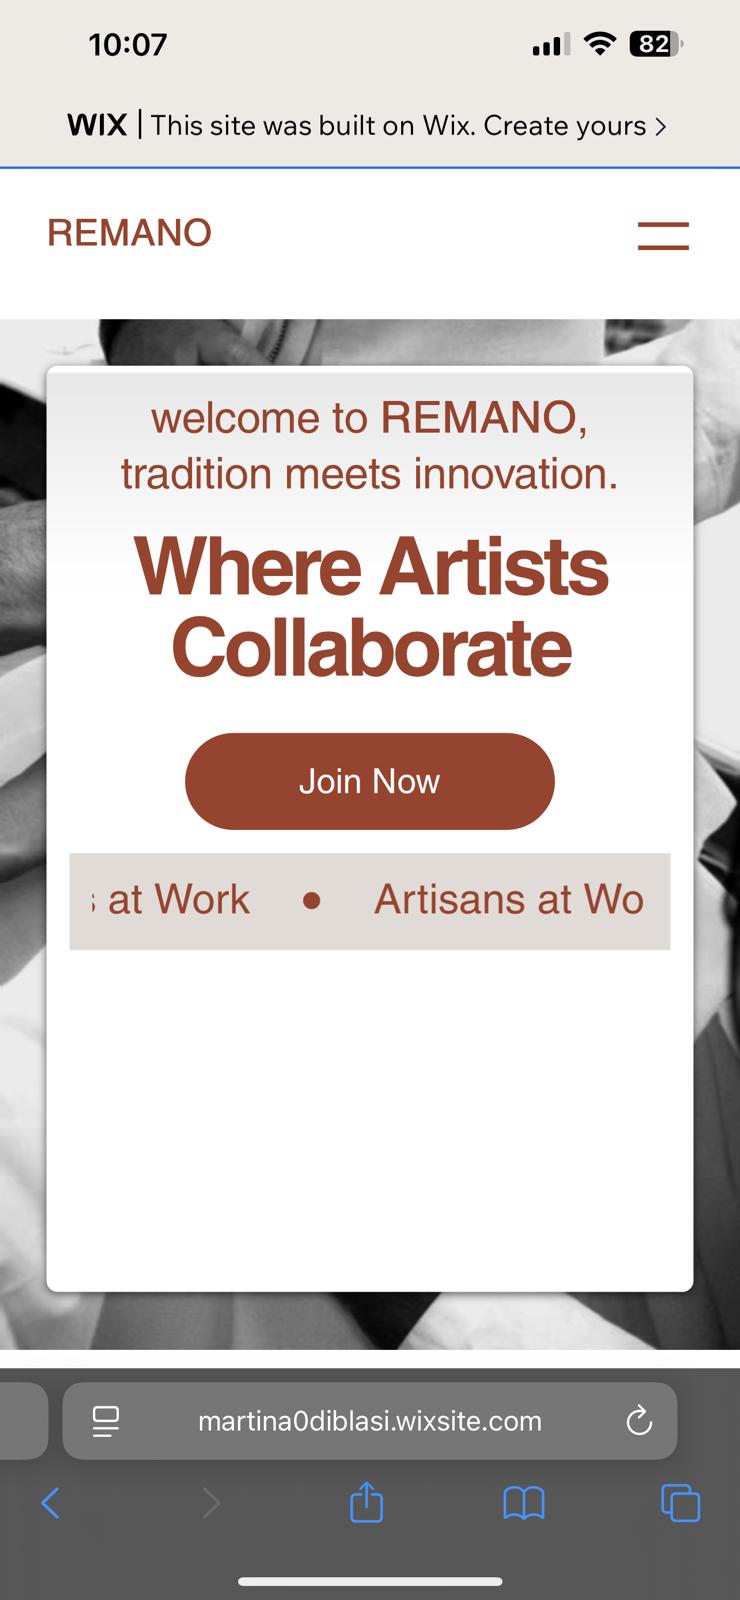 10:07
82
WIX | This site was built on Wix. Create yours >
REMANO
welcome to REMANO,
tradition meets innovation.
Where Artists
Collaborate
Join Now
at Work • Artisans at Wo
martina0diblasi.wixsite.com